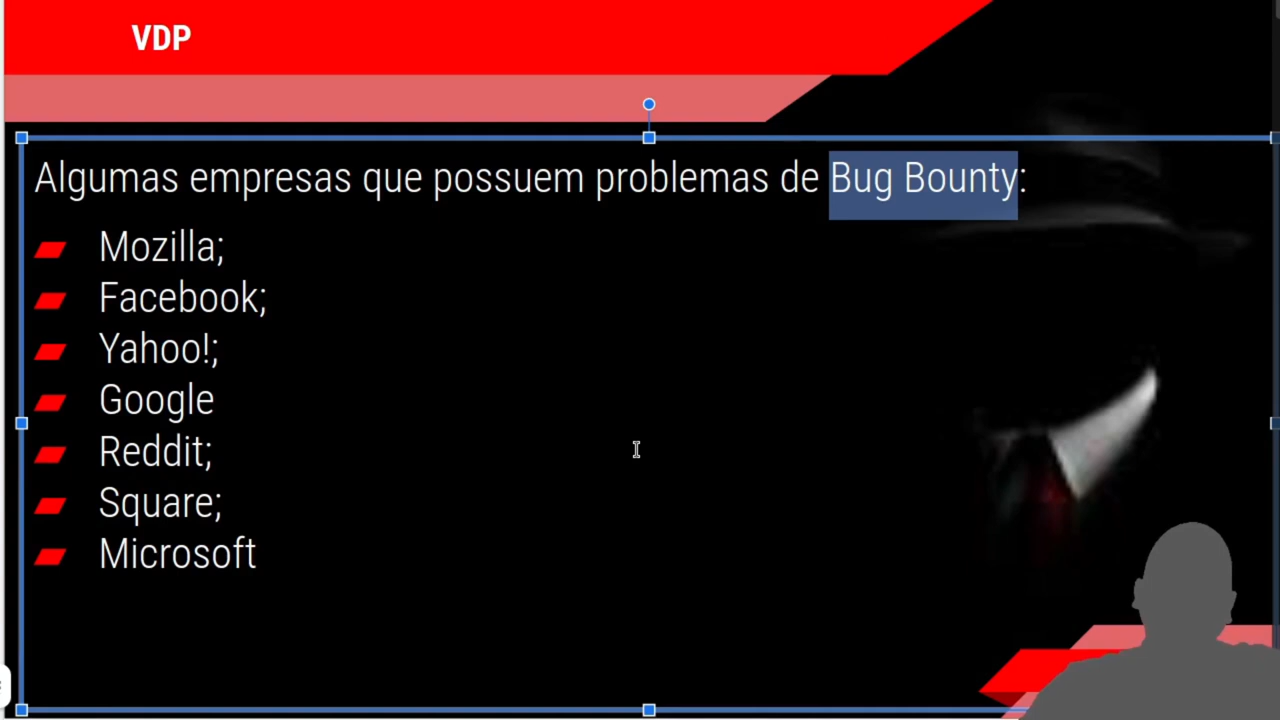 VDP
Algumas empresas que possuem problemas de Bug Bounty:
Mozilla;
Facebook;
Yahoo!;
Google
Reddit;
Square;
Microsoft